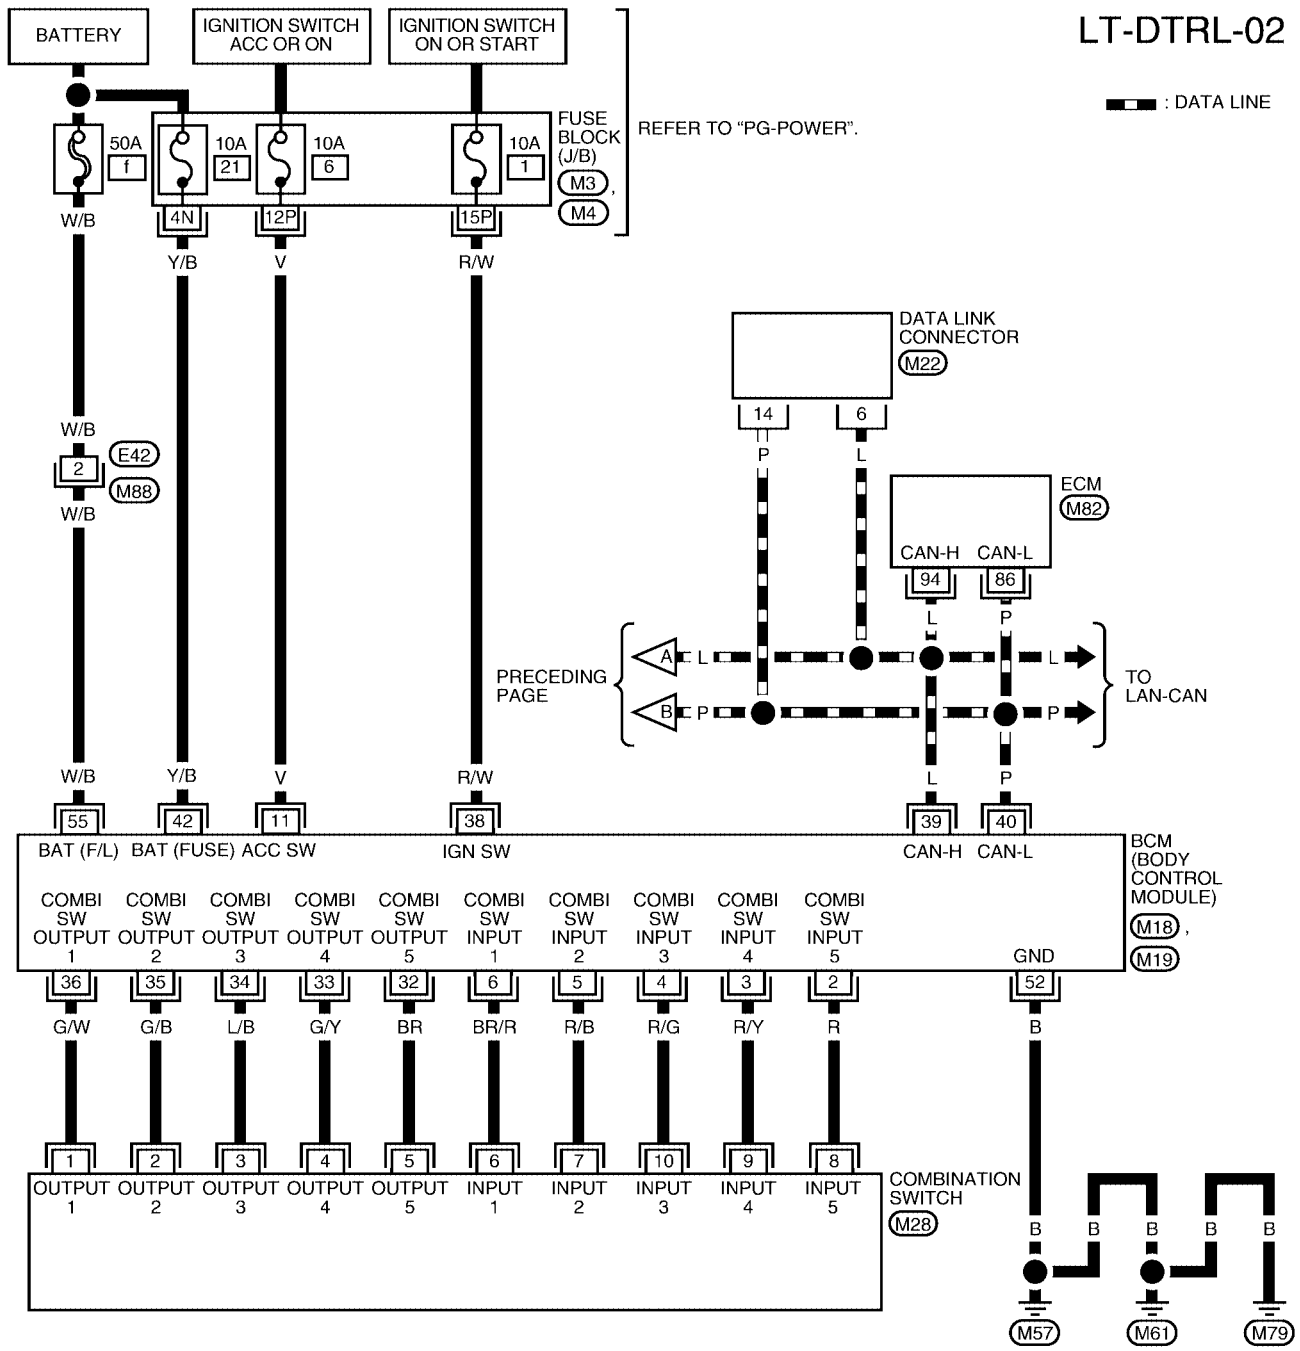 LT-DTRL-02
BATTERY
IGNITION SWITCH
ACC OR ON
IGNITION SWITCH
ON OR START
: DATA LINE
50A
f
10A
21
10A
6
10A
1
FUSE
BLOCK
(J/B)
M3 ,
M4
REFER TO “PG-POWER”.
W/B
4N
12P
15P
Y/B
V
R/W
DATA LINK
CONNECTOR
M22
14
6
P
L
W/B
2
E42
M88
W/B
ECM
M82
CAN-H
CAN-L
94
86
L
P
PRECEDING
PAGE
A
L
L
B
P
P
TO
LAN-CAN
W/B
Y/B
V
R/W
L
P
55
42
11
38
39
40
BAT (F/L)
BAT (FUSE)
ACC SW
IGN SW
CAN-H
CAN-L
BCM
(BODY
CONTROL
MODULE)
M18 ,
M19
COMBI
SW
OUTPUT
1
COMBI
SW
OUTPUT
2
COMBI
SW
OUTPUT
3
COMBI
SW
OUTPUT
4
COMBI
SW
OUTPUT
5
COMBI
SW
INPUT
1
COMBI
SW
INPUT
2
COMBI
SW
INPUT
3
COMBI
SW
INPUT
4
COMBI
SW
INPUT
5
GND
36
35
34
33
32
6
5
4
3
2
52
G/W
G/B
L/B
G/Y
BR
BR/R
R/B
R/G
R/Y
R
B
1
2
3
4
5
6
7
10
9
8
OUTPUT
1
OUTPUT
2
OUTPUT
3
OUTPUT
4
OUTPUT
5
INPUT
1
INPUT
2
INPUT
3
INPUT
4
INPUT
5
COMBINATION
SWITCH
M28
B
B
B
B
B
M57
M61
M79